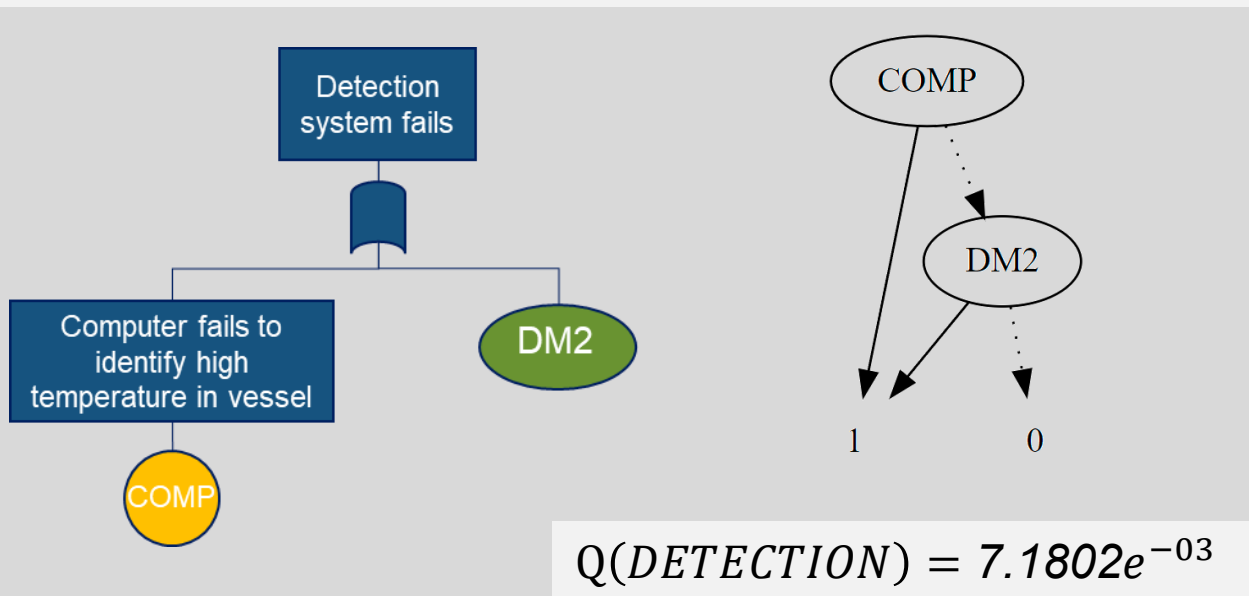 Detection
system fails
Computer fails to
identify high
temperature in vessel
COMP
DM2
COMP
DM2
1
0
Q(DETECTION) = 7.1802e⁻⁰³